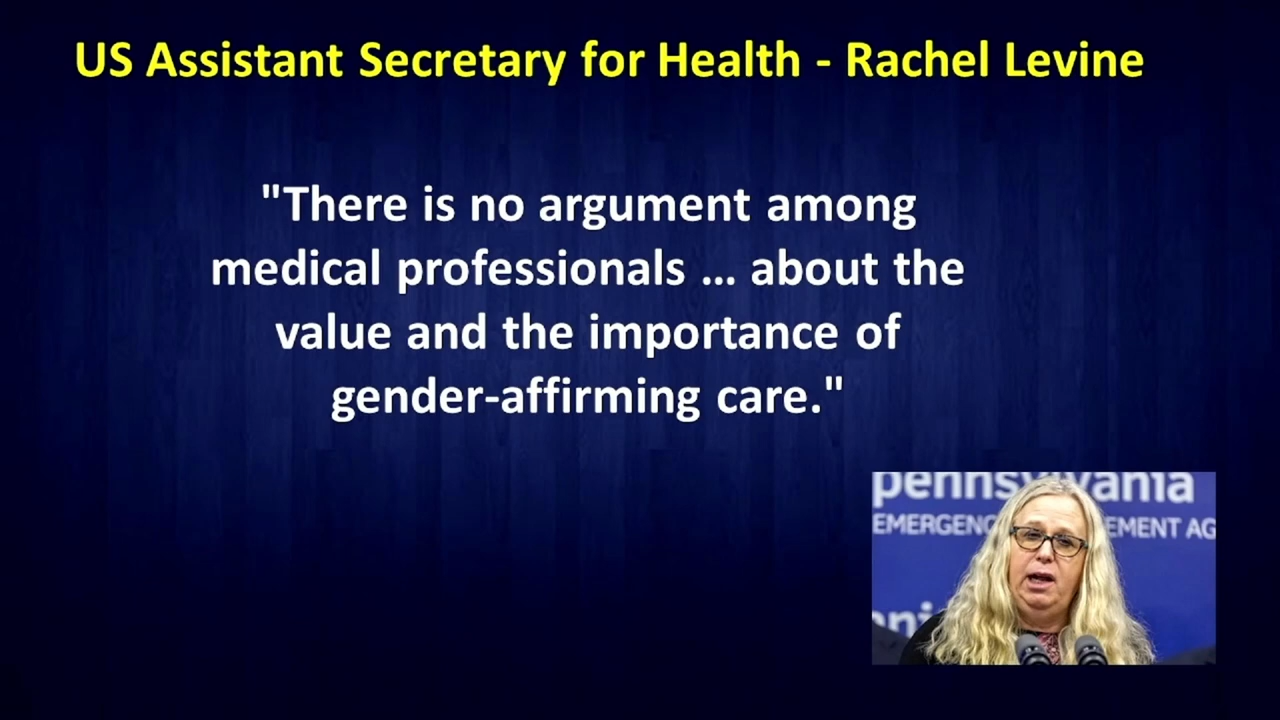 US Assistant Secretary for Health - Rachel Levine
"There is no argument among
medical professionals ... about the
value and the importance of
gender-affirming care."
pennsylvania
EMERGENC EMENT AG